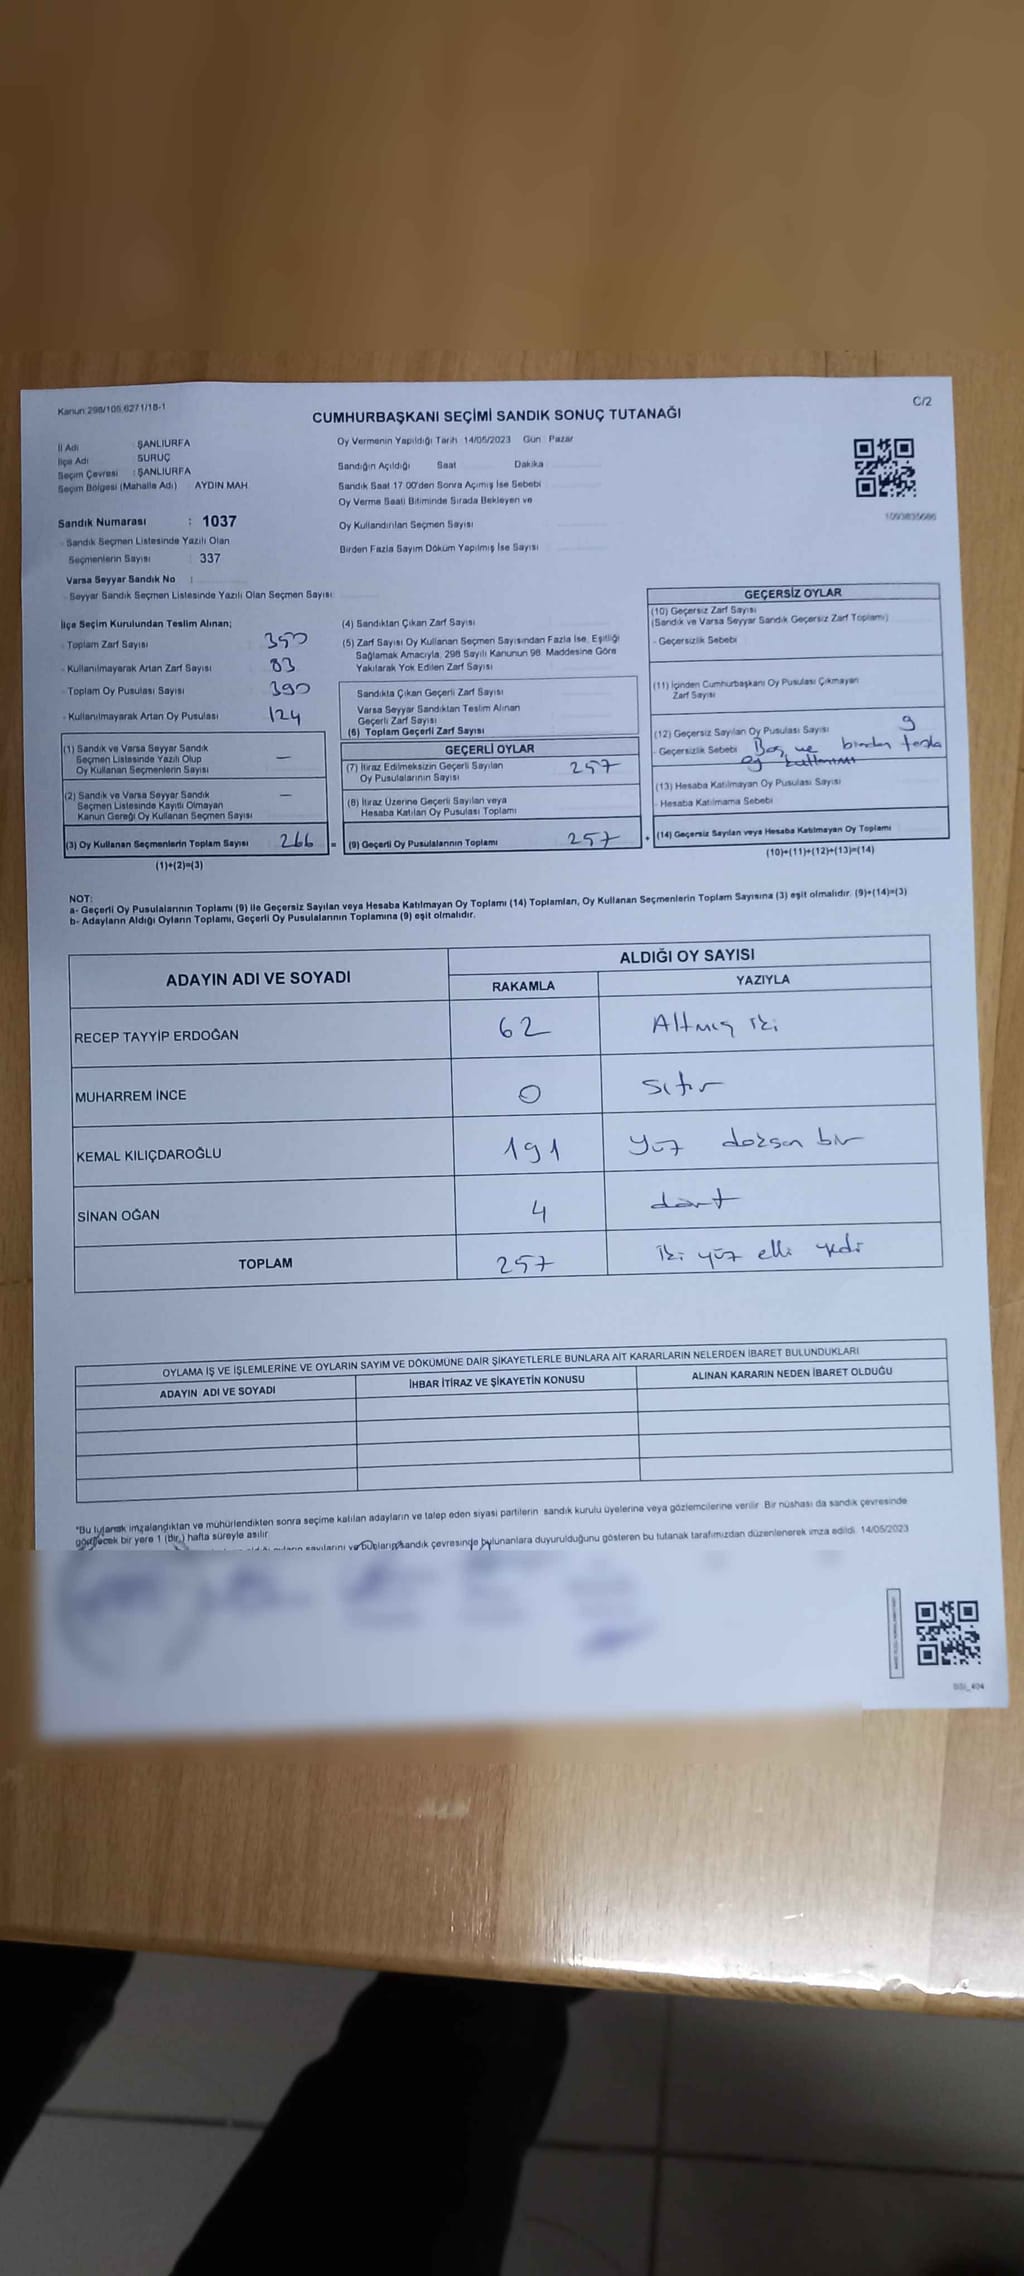 Kanun:298/105,6271/18-1
C/2
CUMHURBAŞKANI SEÇİMİ SANDIK SONUÇ TUTANAĞI
İl Adı : ŞANLIURFA
İlçe Adı : SURUÇ
Seçim Çevresi : ŞANLIURFA
Seçim Bölgesi (Mahalle Adı) AYDIN MAH.
Sandık Numarası : 1037
- Sandık Seçmen Listesinde Yazılı Olan
Seçmenlerin Sayısı 337
Varsa Seyyar Sandık No :
- Seyyar Sandık Seçmen Listesinde Yazılı Olan Seçmen Sayısı
Oy Vermenin Yapıldığı Tarih 14/05/2023 Gün Pazar
Sandığın Açıldığı Saat Dakika
Sandık Saat 17:00'den Sonra Açımış İse Sebebi
Oy Verme Saati Bitiminde Sırada Bekleyen ve
Oy Kullandırılan Seçmen Sayısı
Birden Fazla Sayım Döküm Yapılmış İse Sayısı
1093835686
İlçe Seçim Kurulundan Teslim Alınan;
- Toplam Zarf Sayısı 350
- Kullanılmayarak Artan Zarf Sayısı 83
- Toplam Oy Pusulası Sayısı 390
- Kullanılmayarak Artan Oy Pusulası 124
(1) Sandık ve Varsa Seyyar Sandık
Seçmen Listesinde Yazılı Olup
Oy Kullanan Seçmenlerin Sayısı —
(2) Sandık ve Varsa Seyyar Sandık
Seçmen Listesinde Kayıtlı Olmayan
Kanun Gereği Oy Kullanan Seçmen Sayısı —
(3) Oy Kullanan Seçmenlerin Toplam Sayısı 266 =
(1)+(2)=(3)
(4) Sandıktan Çıkan Zarf Sayısı
(5) Zarf Sayısı Oy Kullanan Seçmen Sayısından Fazla İse, Eşitliği
Sağlamak Amacıyla, 298 Sayılı Kanunun 98. Maddesine Göre
Yakılarak Yok Edilen Zarf Sayısı
Sandıkta Çıkan Geçerli Zarf Sayısı
Varsa Seyyar Sandıktan Teslim Alınan
Geçerli Zarf Sayısı
(6) Toplam Geçerli Zarf Sayısı
GEÇERLİ OYLAR
(7) İtiraz Edilmeksizin Geçerli Sayılan
Oy Pusulalarının Sayısı 257
(8) İtiraz Üzerine Geçerli Sayılan veya
Hesaba Katılan Oy Pusulası Toplamı
(9) Geçerli Oy Pusulalarının Toplamı 257 +
GEÇERSİZ OYLAR
(10) Geçersiz Zarf Sayısı
(Sandık ve Varsa Seyyar Sandık Geçersiz Zarf Toplamı)
- Geçersizlik Sebebi
(11) İçinden Cumhurbaşkanı Oy Pusulası Çıkmayan
Zarf Sayısı
(12) Geçersiz Sayılan Oy Pusulası Sayısı 9
- Geçersizlik Sebebi Boş ve birden fazla
oy kullanımı
(13) Hesaba Katılmayan Oy Pusulası Sayısı
- Hesaba Katılmama Sebebi
(14) Geçersiz Sayılan veya Hesaba Katılmayan Oy Toplamı
(10)+(11)+(12)+(13)=(14)
NOT:
a- Geçerli Oy Pusulalarının Toplamı (9) ile Geçersiz Sayılan veya Hesaba Katılmayan Oy Toplamı (14) Toplamları, Oy Kullanan Seçmenlerin Toplam Sayısına (3) eşit olmalıdır. (9)+(14)=(3)
b- Adayların Aldığı Oyların Toplamı, Geçerli Oy Pusulalarının Toplamına (9) eşit olmalıdır.
ADAYIN ADI VE SOYADI ALDIĞI OY SAYISI
RAKAMLA YAZIYLA
RECEP TAYYİP ERDOĞAN 62 Altmış iki
MUHARREM İNCE 0 sıfır
KEMAL KILIÇDAROĞLU 191 yüz doksan bir
SİNAN OĞAN 4 dört
TOPLAM 257 iki yüz elli yedi
OYLAMA İŞ VE İŞLEMLERİNE VE OYLARIN SAYIM VE DÖKÜMÜNE DAİR ŞİKAYETLERLE BUNLARA AİT KARARLARIN NELERDEN İBARET BULUNDUKLARI
ADAYIN ADI VE SOYADI İHBAR İTİRAZ VE ŞİKAYETİN KONUSU ALINAN KARARIN NEDEN İBARET OLDUĞU
*Bu tutanak imzalandıktan ve mühürlendikten sonra seçime katılan adayların ve talep eden siyasi partilerin sandık kurulu üyelerine veya gözlemcilerine verilir. Bir nüshası da sandık çevresinde
görülecek bir yere 1 (Bir) hafta süreyle asılır.
sayılarını ve bunların sandık çevresinde bulunanlara duyurulduğunu gösteren bu tutanak tarafımızdan düzenlenerek imza edildi. 14/05/2023